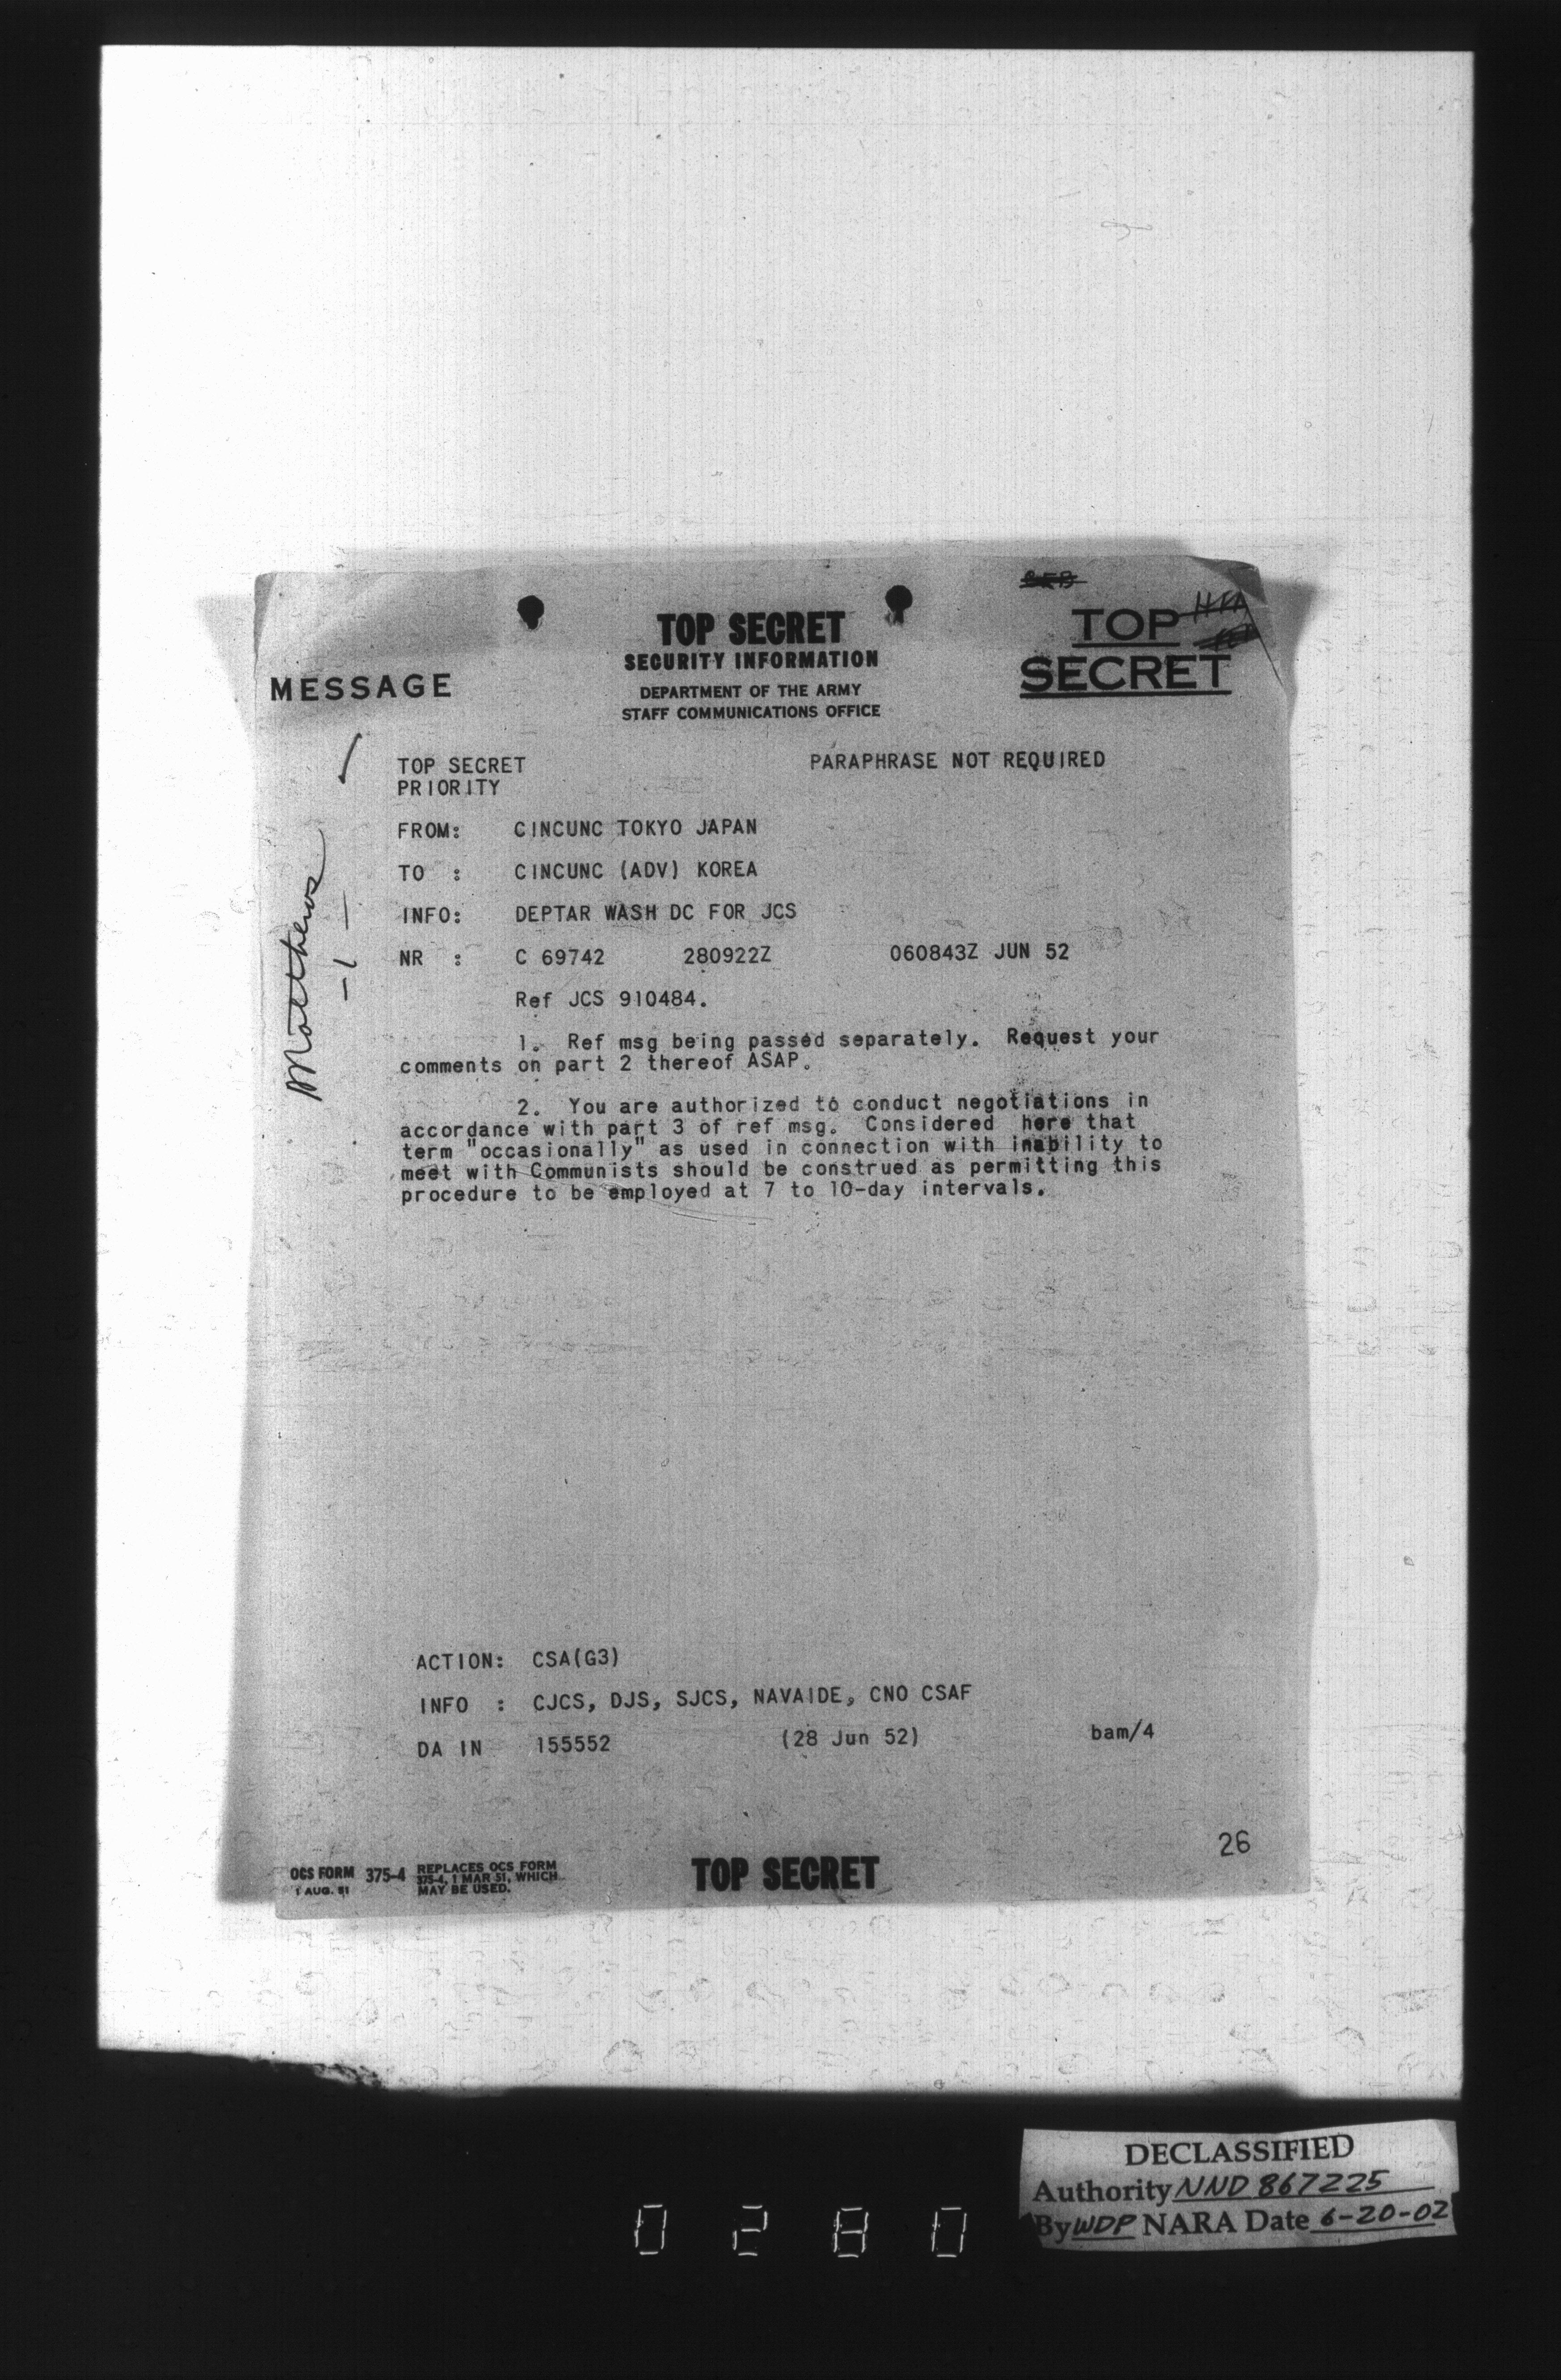 TOP SECRET
SECURITY INFORMATION
DEPARTMENT OF THE ARMY
STAFF COMMUNICATIONS OFFICE
MESSAGE
TOP
SECRET
Matthews
- 1 -
TOP SECRET PARAPHRASE NOT REQUIRED
PRIORITY
FROM: CINCUNC TOKYO JAPAN
TO : CINCUNC (ADV) KOREA
INFO: DEPTAR WASH DC FOR JCS
NR : C 69742 280922Z 060843Z JUN 52
Ref JCS 910484.
1. Ref msg being passed separately. Request your
comments on part 2 thereof ASAP.
2. You are authorized to conduct negotiations in
accordance with part 3 of ref msg. Considered here that
term "occasionally" as used in connection with inability to
meet with Communists should be construed as permitting this
procedure to be employed at 7 to 10-day intervals.
ACTION: CSA(G3)
INFO : CJCS, DJS, SJCS, NAVAIDE, CNO CSAF
DA IN 155552 (28 Jun 52) bam/4
26
OCS FORM 375-4 REPLACES OCS FORM
1 AUG. 51 375-4, 1 MAR 51, WHICH
MAY BE USED.
TOP SECRET
DECLASSIFIED
Authority NND 867225
By WDP NARA Date 6-20-02
0280